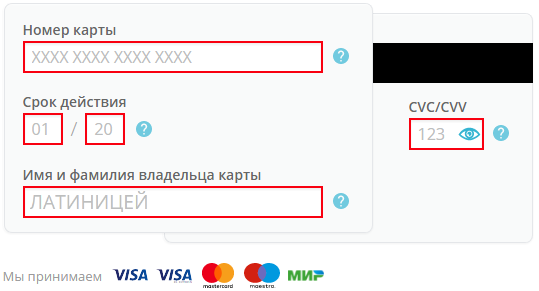 Номер карты
XXXX XXXX XXXX XXXX ?
Срок действия
01 / 20 ?
CVC/CVV
123 ?
Имя и фамилия владельца карты
ЛАТИНИЦЕЙ ?
Мы принимаем VISA VISA mastercard maestro МИР